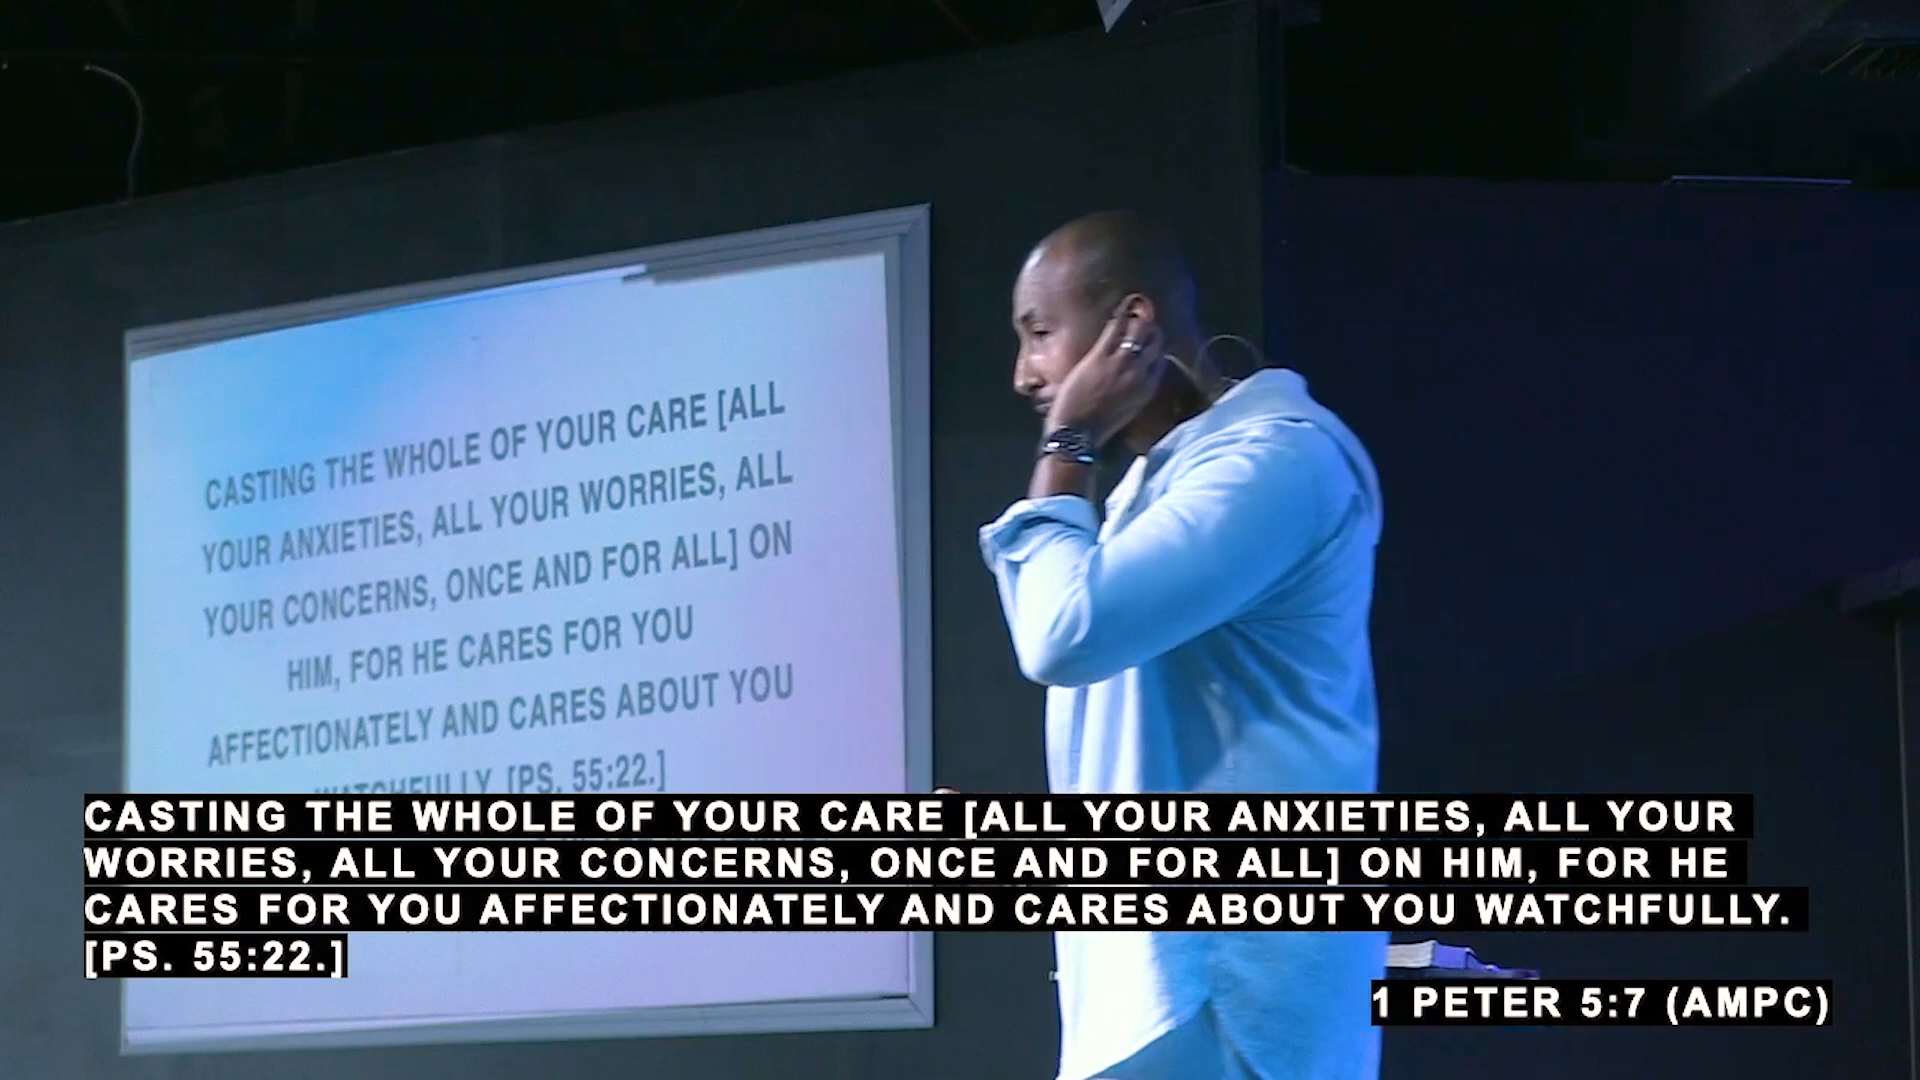 CASTING THE WHOLE OF YOUR CARE [ALL
YOUR ANXIETIES, ALL YOUR WORRIES, ALL
YOUR CONCERNS, ONCE AND FOR ALL] ON
HIM, FOR HE CARES FOR YOU
AFFECTIONATELY AND CARES ABOUT YOU
WATCHFULLY. [PS. 55:22.]
CASTING THE WHOLE OF YOUR CARE [ALL YOUR ANXIETIES, ALL YOUR
WORRIES, ALL YOUR CONCERNS, ONCE AND FOR ALL] ON HIM, FOR HE
CARES FOR YOU AFFECTIONATELY AND CARES ABOUT YOU WATCHFULLY.
[PS. 55:22.]
1 PETER 5:7 (AMPC)